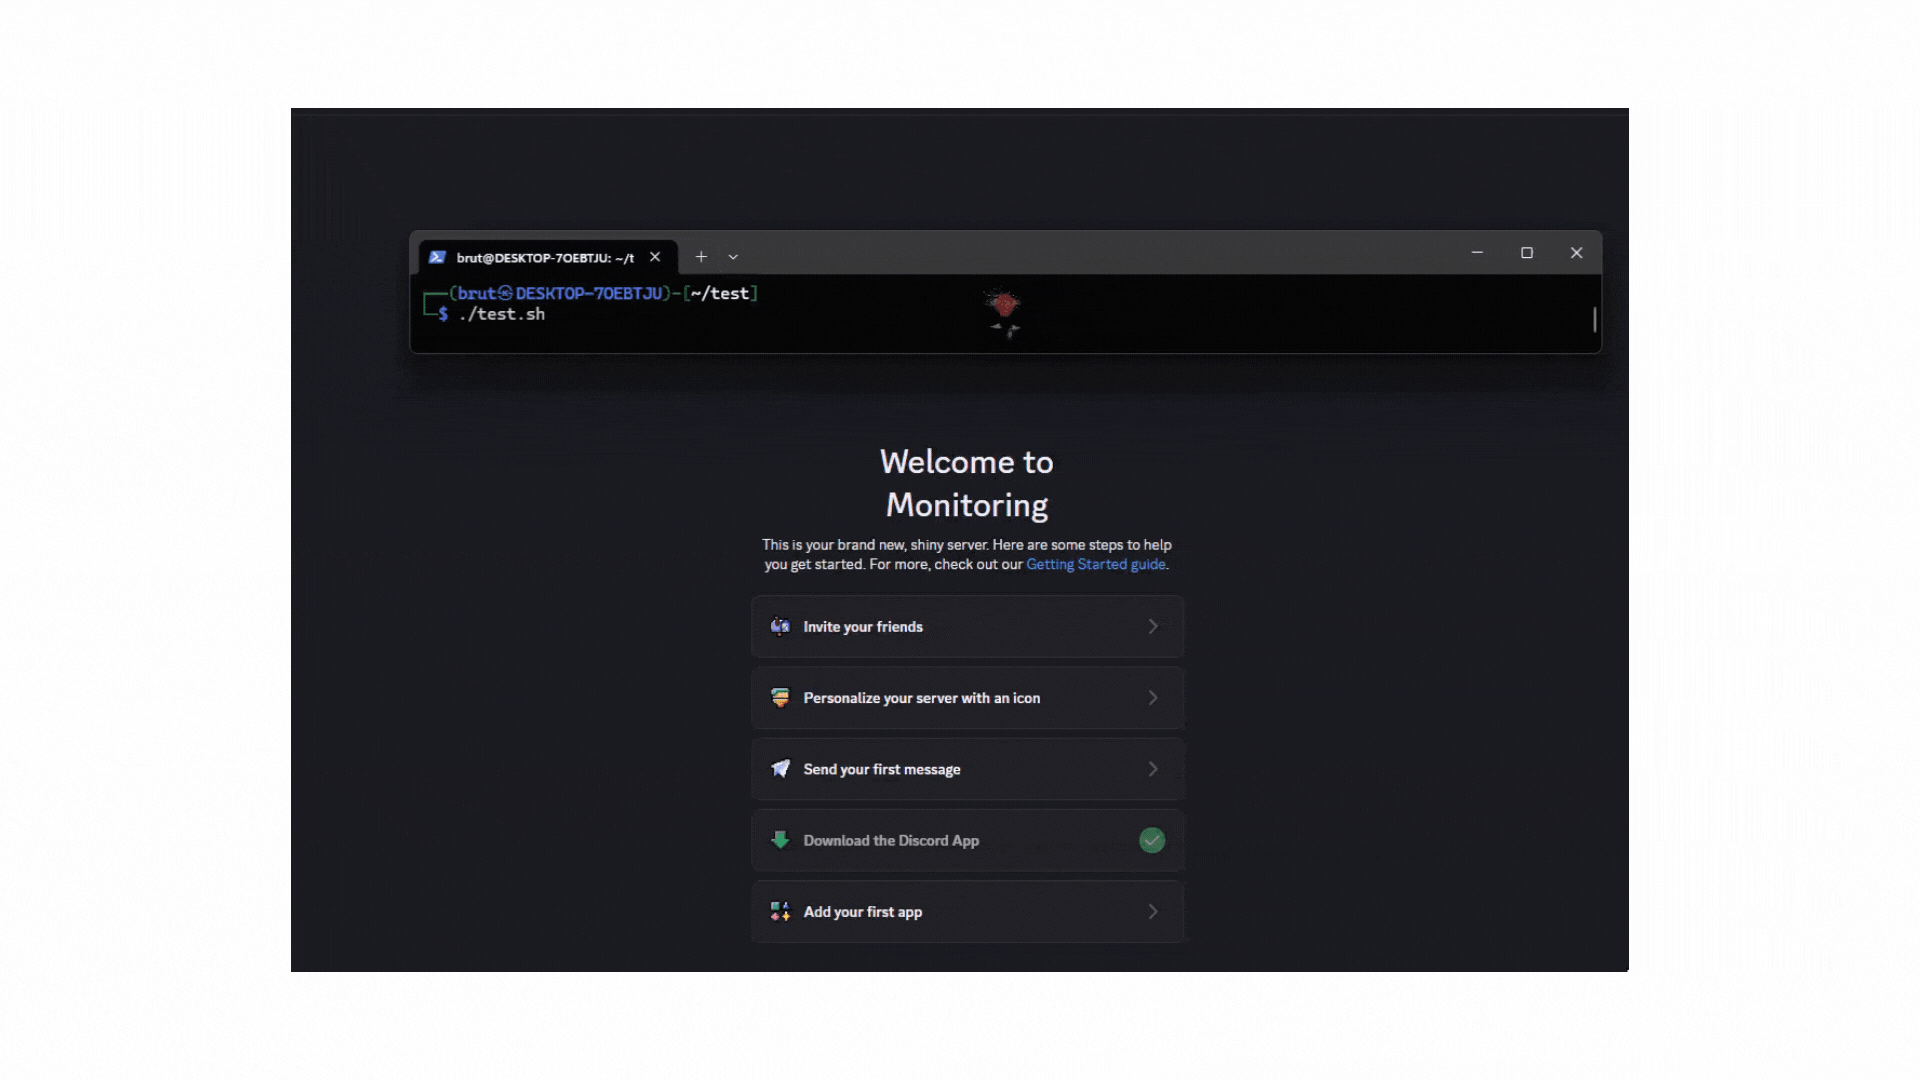 brut@DESKTOP-7OEBTJU: ~/t
(brut㉿DESKTOP-7OEBTJU)-[~/test]
$ ./test.sh
Welcome to
Monitoring
This is your brand new, shiny server. Here are some steps to help
you get started. For more, check out our Getting Started guide.
Invite your friends
Personalize your server with an icon
Send your first message
Download the Discord App
Add your first app